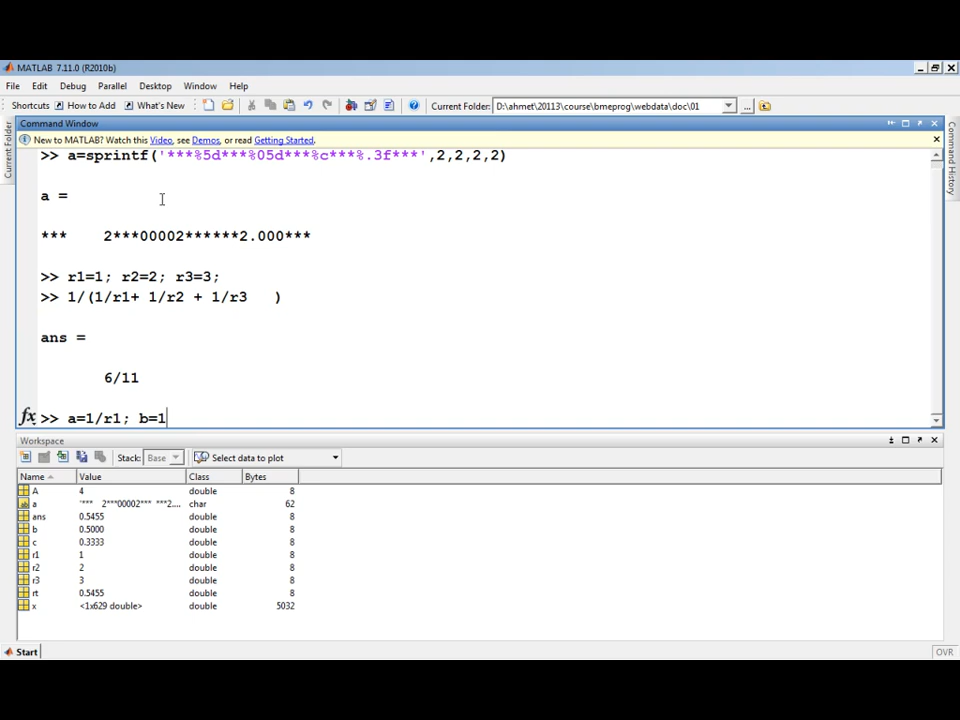 MATLAB 7.11.0 (R2010b)
File Edit Debug Parallel Desktop Window Help
Shortcuts How to Add What's New Current Folder: D:\ahmet\20113\course\bmeprog\webdata\doc\01 ...
Current Folder
Command Window
Command History
New to MATLAB? Watch this Video, see Demos, or read Getting Started.
>> a=sprintf('***%5d***%05d***%c***%.3f***',2,2,2,2)
a =
***    2***00002******2.000***
>> r1=1; r2=2; r3=3;
>> 1/(1/r1+ 1/r2 + 1/r3   )
ans =
6/11
fx >> a=1/r1; b=1
Workspace
Stack: Base Select data to plot
Name Value Class Bytes
A 4 double 8
ab a '***    2***00002*** ***2.... char 62
ans 0.5455 double 8
b 0.5000 double 8
c 0.3333 double 8
r1 1 double 8
r2 2 double 8
r3 3 double 8
rt 0.5455 double 8
x <1x629 double> double 5032
Start OVR